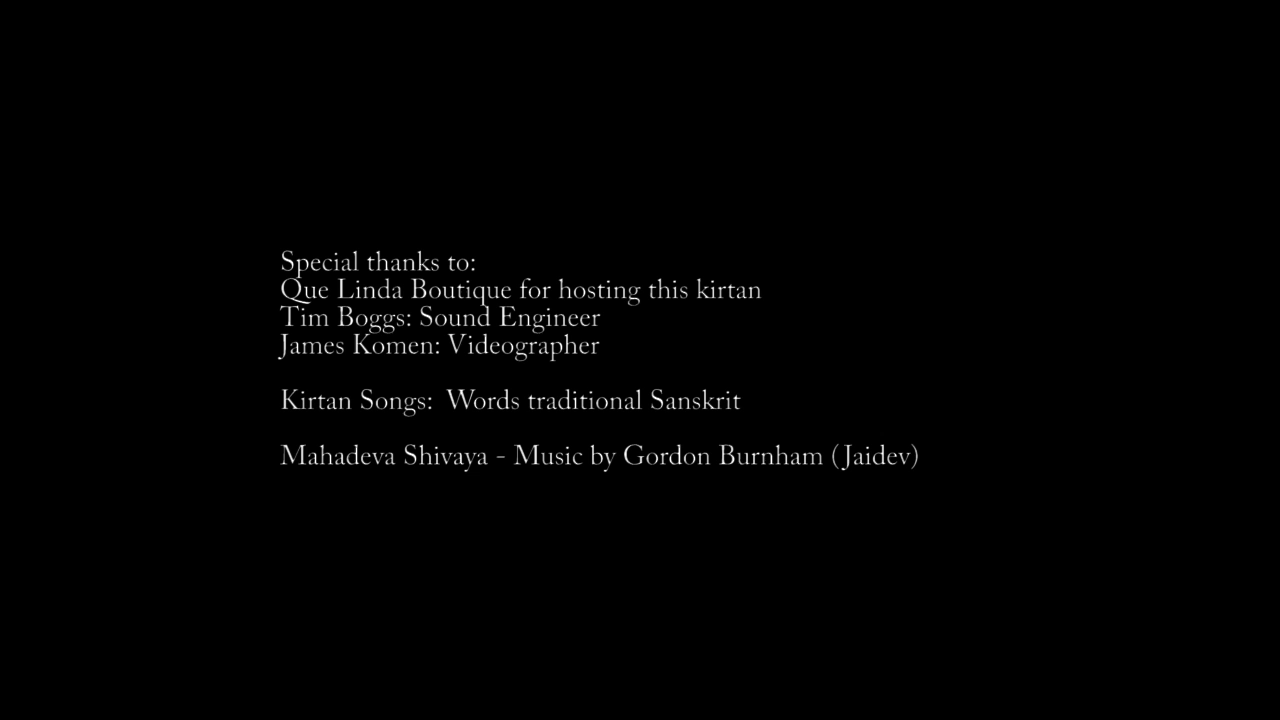 Special thanks to:
Que Linda Boutique for hosting this kirtan
Tim Boggs: Sound Engineer
James Komen: Videographer
Kirtan Songs:  Words traditional Sanskrit
Mahadeva Shivaya - Music by Gordon Burnham (Jaidev)